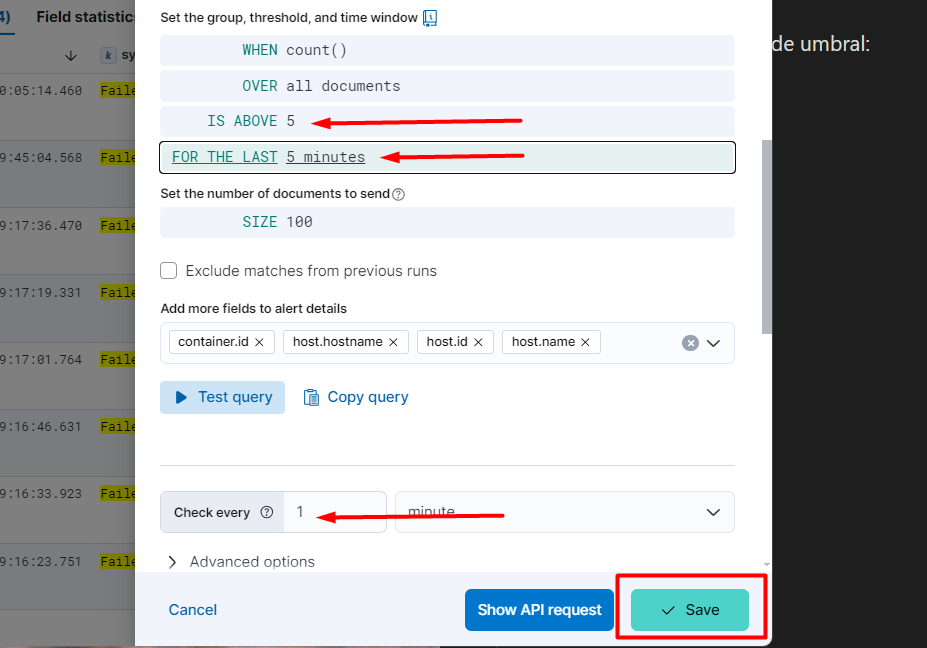 4)
Field statistics
k sy
0:05:14.460 Faile
9:45:04.568 Faile
9:17:36.470 Faile
9:17:19.331 Faile
9:17:01.764 Faile
9:16:46.631 Faile
9:16:33.923 Faile
9:16:23.751 Faile
Set the group, threshold, and time window
WHEN count()
OVER all documents
IS ABOVE 5
FOR THE LAST 5 minutes
Set the number of documents to send
SIZE 100
Exclude matches from previous runs
Add more fields to alert details
container.id host.hostname host.id host.name
Test query Copy query
Check every 1 minute
Advanced options
Cancel Show API request Save
de umbral: